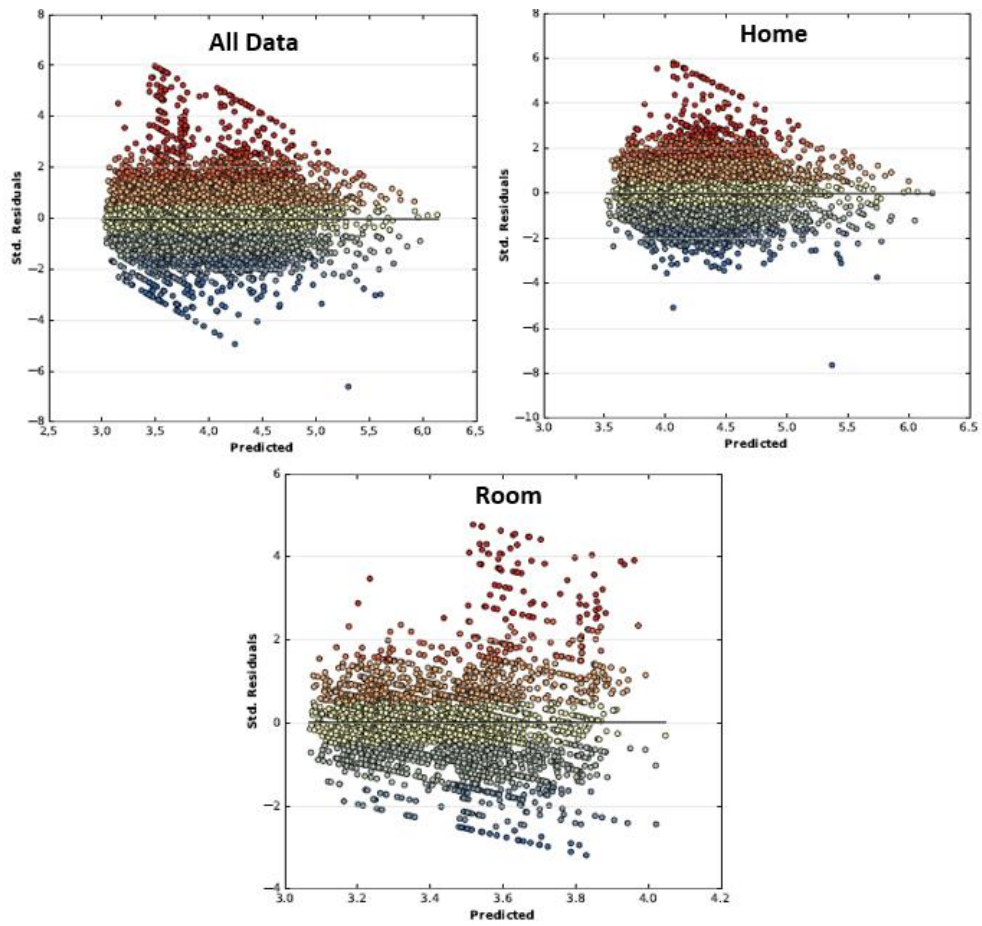 All Data
8
6
4
2
0
−2
−4
−6
−8
Std. Residuals
2,5 3,0 3,5 4,0 4,5 5,0 5,5 6,0 6,5
Predicted
Home
8
6
4
2
0
−2
−4
−6
−8
−10
Std. Residuals
3.0 3.5 4.0 4.5 5.0 5.5 6.0 6.5
Predicted
Room
6
4
2
0
−2
−4
Std. Residuals
3.0 3.2 3.4 3.6 3.8 4.0 4.2
Predicted